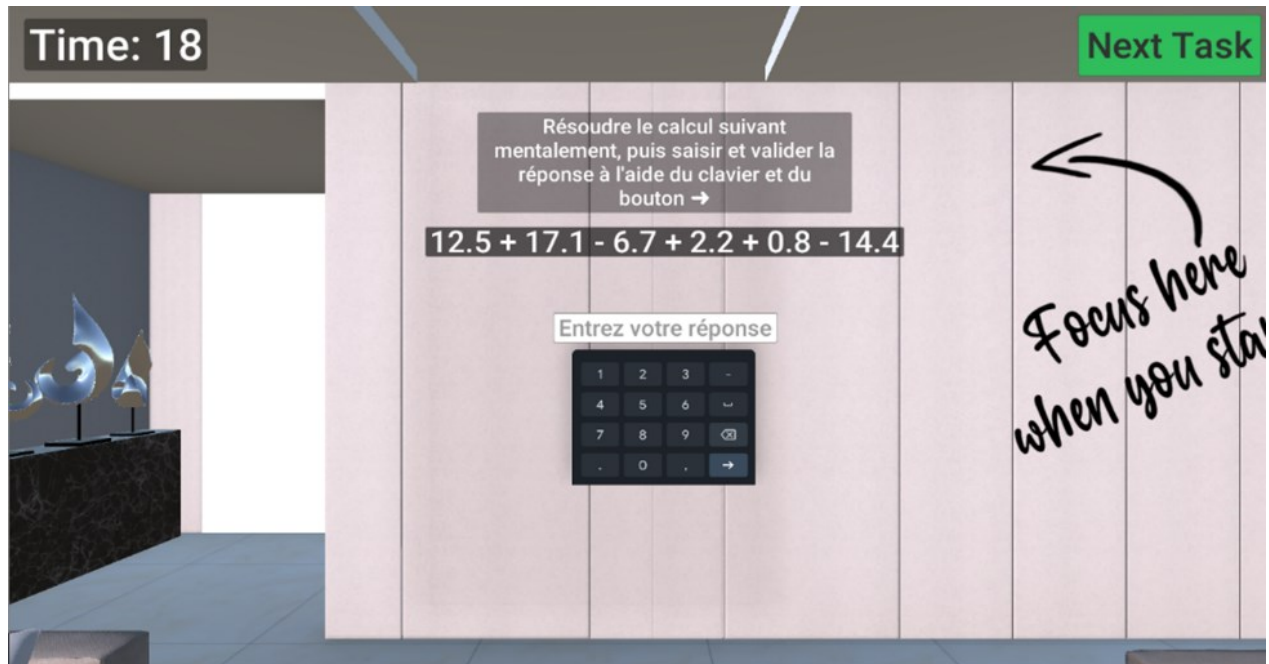 Time: 18
Next Task
Résoudre le calcul suivant
mentalement, puis saisir et valider la
réponse à l'aide du clavier et du
bouton ➔
12.5 + 17.1 - 6.7 + 2.2 + 0.8 - 14.4
Entrez votre réponse
1 2 3 -
4 5 6
7 8 9
. 0 , →
Focus here
when you